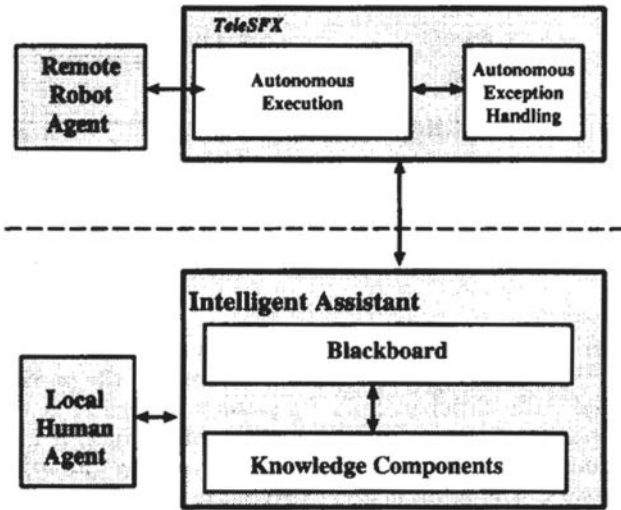 TeleSFX
Remote
Robot
Agent
Autonomous
Execution
Autonomous
Exception
Handling
Intelligent Assistant
Blackboard
Local
Human
Agent
Knowledge Components